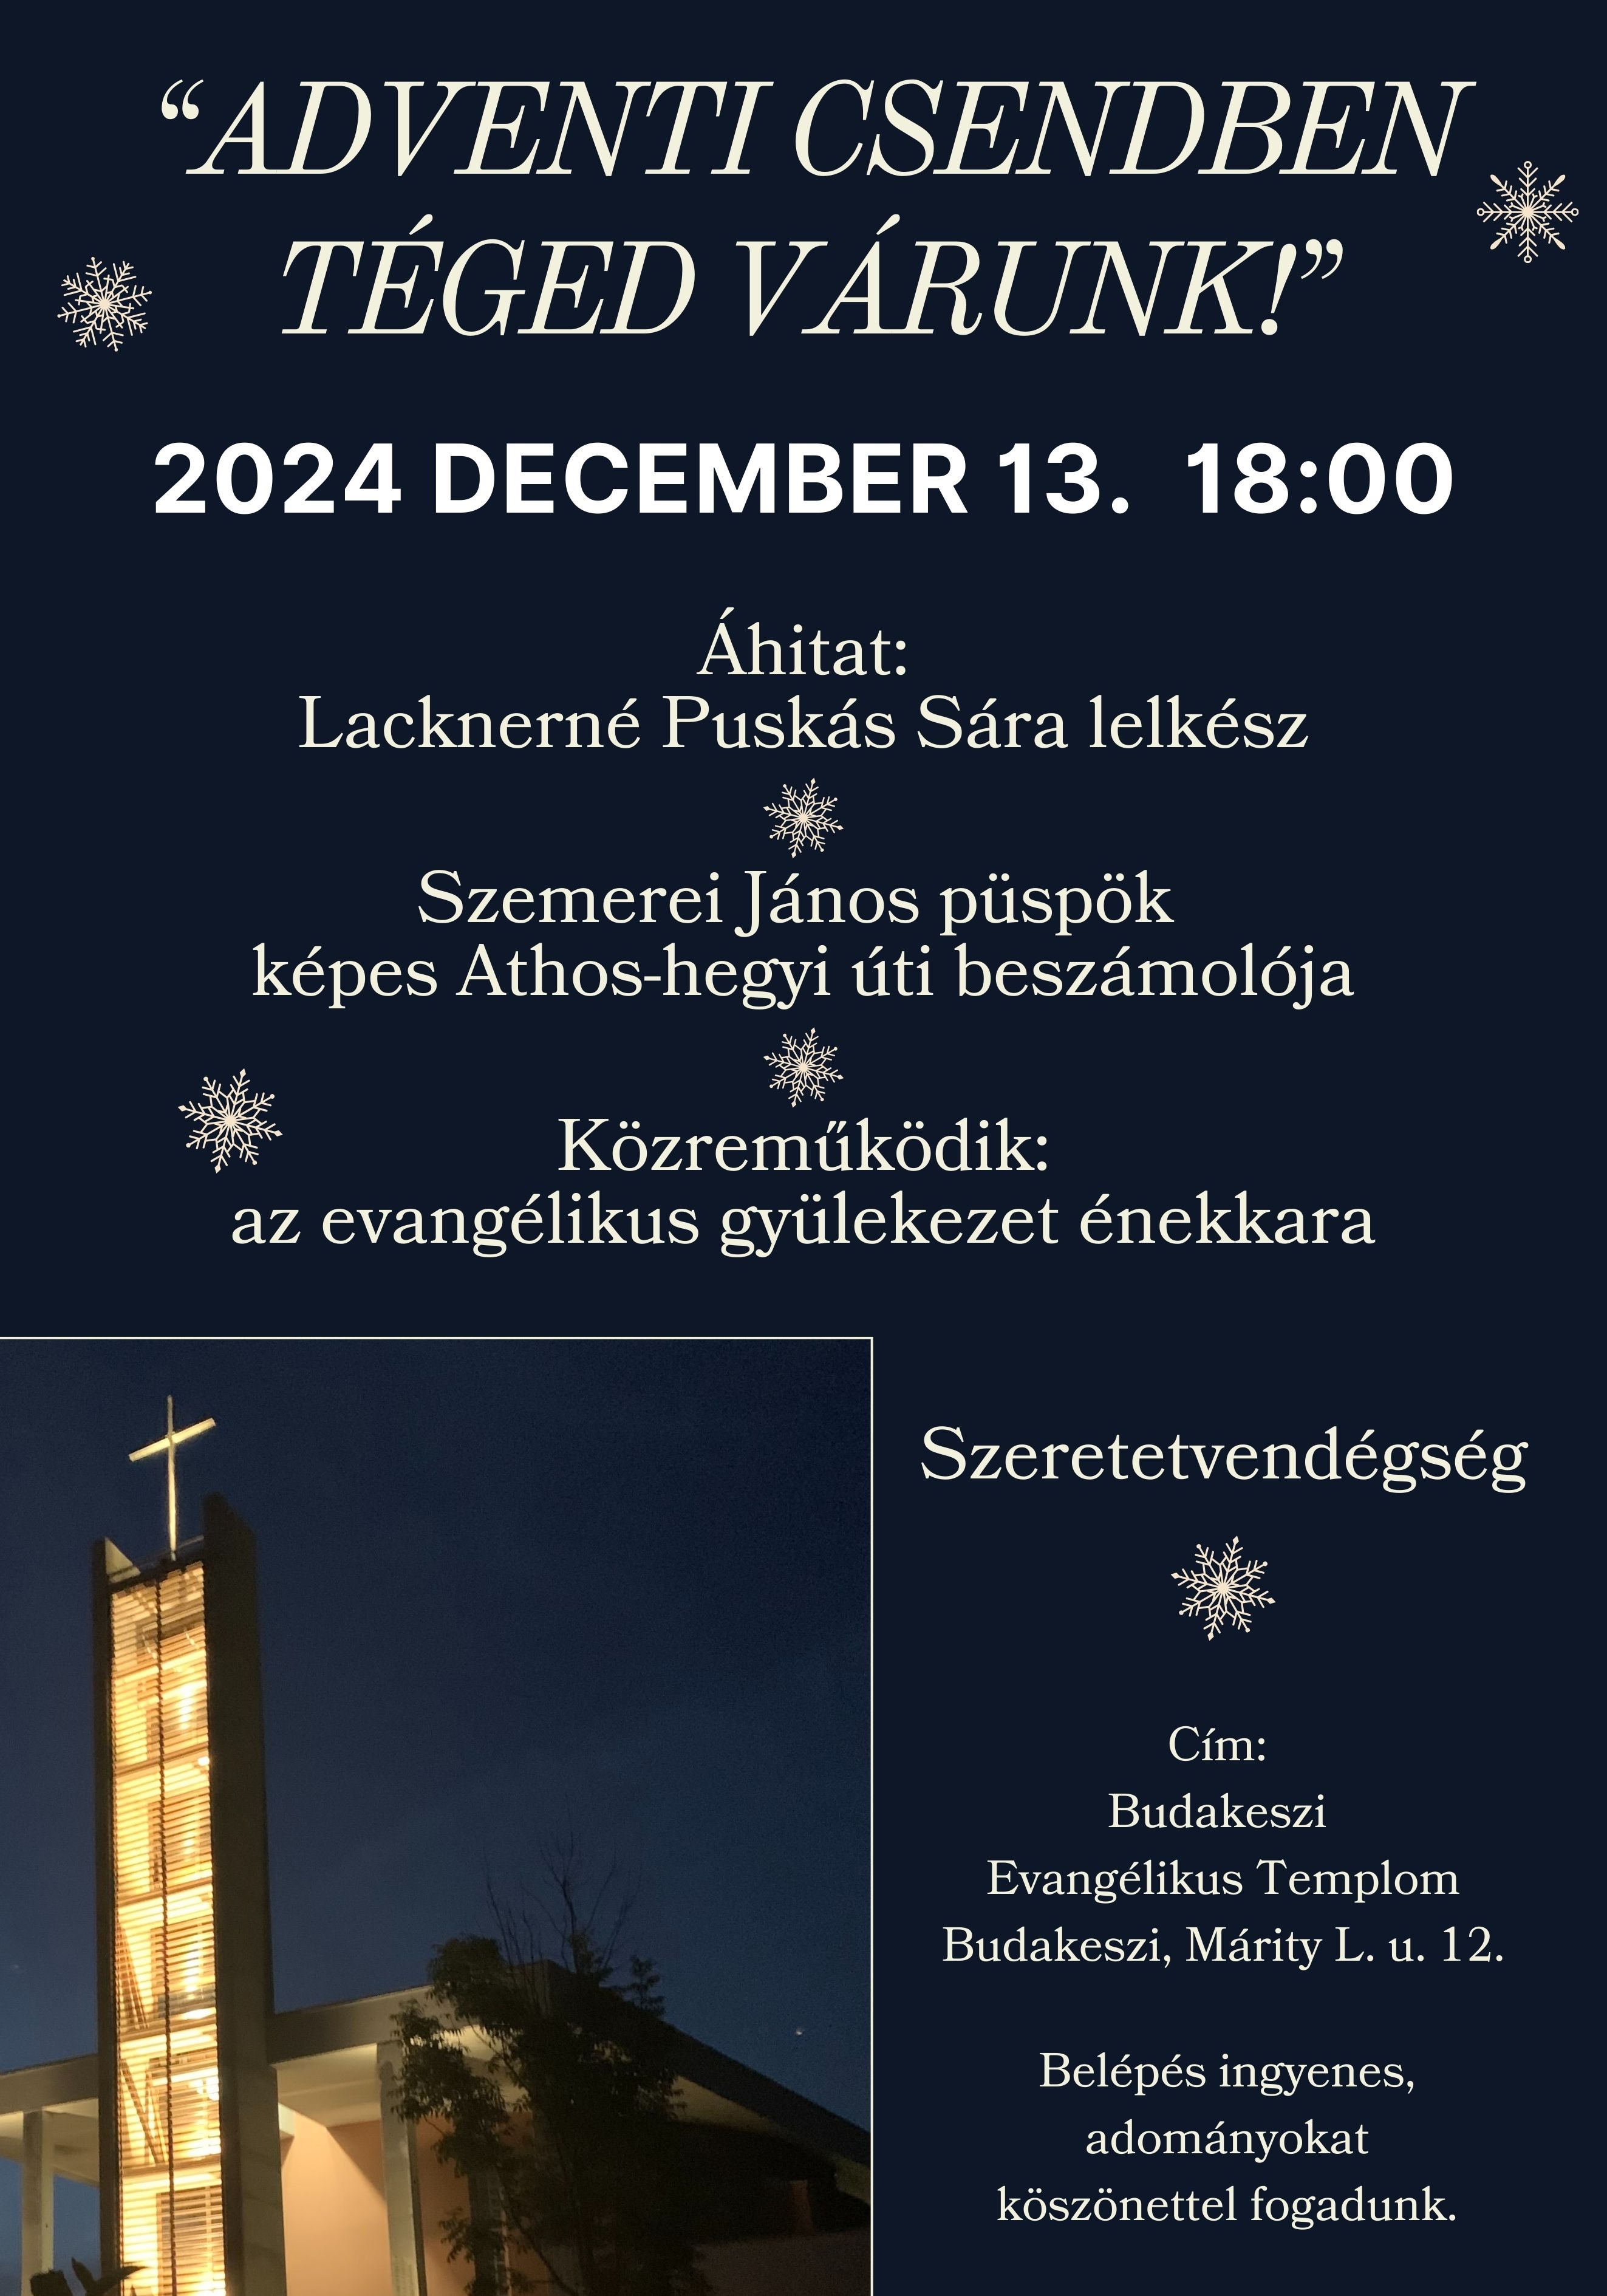 “ADVENTI CSENDBEN
TÉGED VÁRUNK!”
2024 DECEMBER 13. 18:00
Áhitat:
Lacknerné Puskás Sára lelkész
Szemerei János püspök
képes Athos-hegyi úti beszámolója
Közreműködik:
az evangélikus gyülekezet énekkara
Szeretetvendégség
Cím:
Budakeszi
Evangélikus Templom
Budakeszi, Márity L. u. 12.
Belépés ingyenes,
adományokat
köszönettel fogadunk.